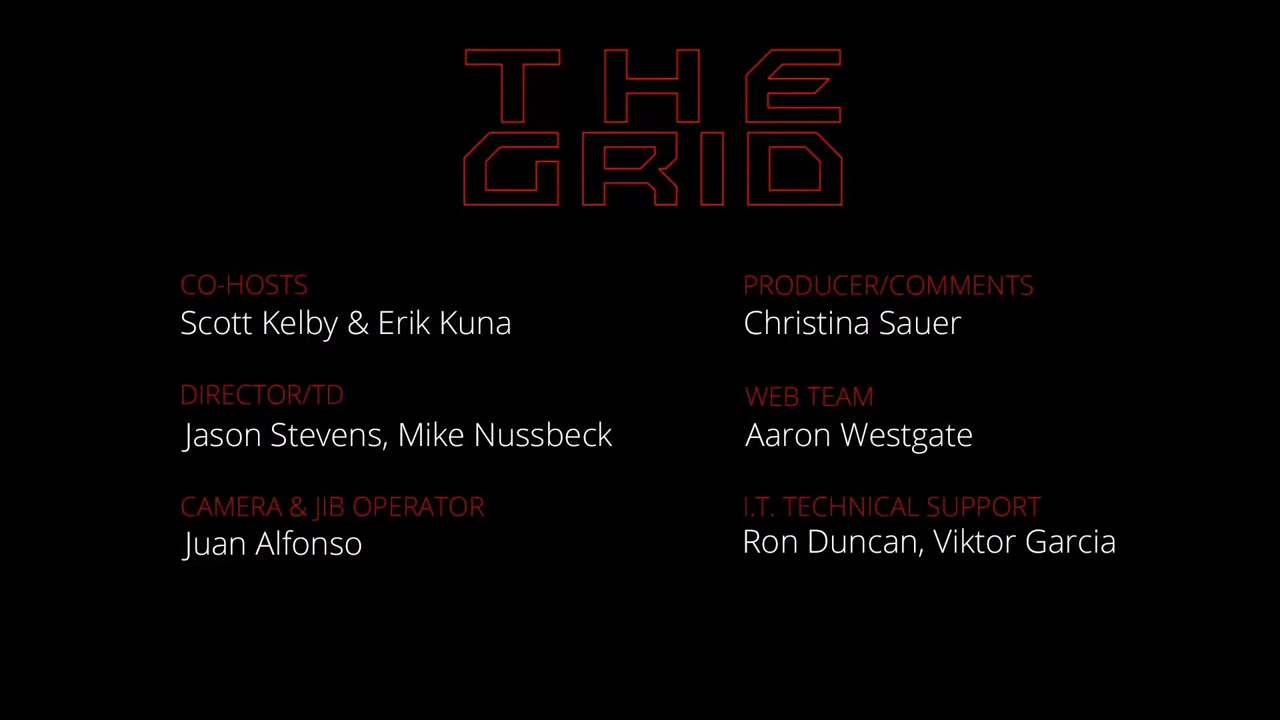 THE
GRID
CO-HOSTS
Scott Kelby & Erik Kuna
DIRECTOR/TD
Jason Stevens, Mike Nussbeck
CAMERA & JIB OPERATOR
Juan Alfonso
PRODUCER/COMMENTS
Christina Sauer
WEB TEAM
Aaron Westgate
I.T. TECHNICAL SUPPORT
Ron Duncan, Viktor Garcia